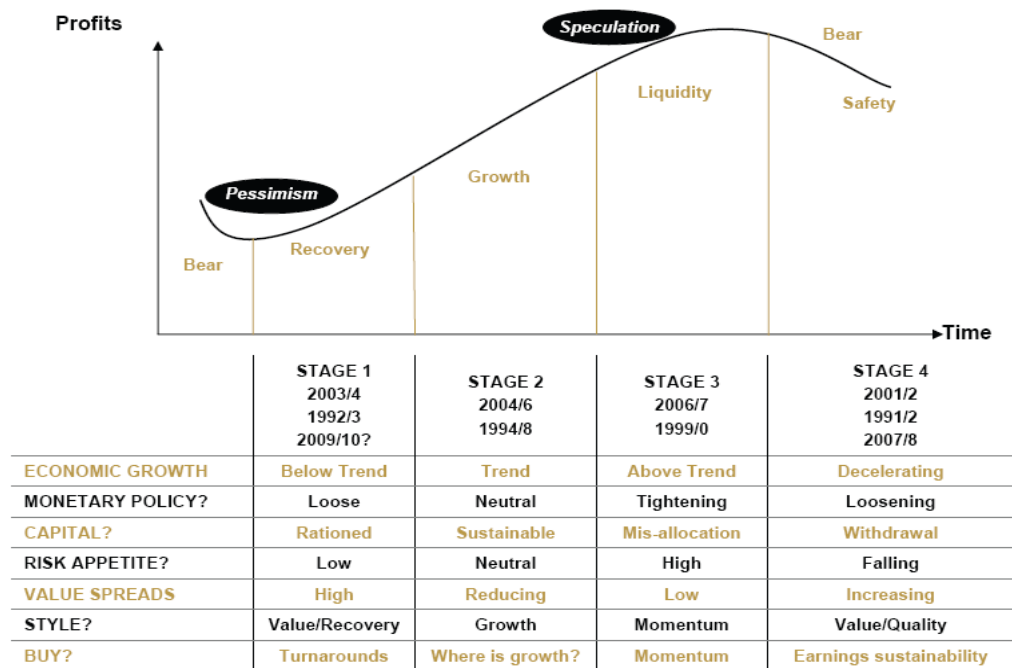 Profits
Speculation
Bear
Liquidity
Safety
Growth
Pessimism
Recovery
Bear
Time
STAGE 1
2003/4
1992/3
2009/10?
STAGE 2
2004/6
1994/8
STAGE 3
2006/7
1999/0
STAGE 4
2001/2
1991/2
2007/8
ECONOMIC GROWTH Below Trend Trend Above Trend Decelerating
MONETARY POLICY? Loose Neutral Tightening Loosening
CAPITAL? Rationed Sustainable Mis-allocation Withdrawal
RISK APPETITE? Low Neutral High Falling
VALUE SPREADS High Reducing Low Increasing
STYLE? Value/Recovery Growth Momentum Value/Quality
BUY? Turnarounds Where is growth? Momentum Earnings sustainability